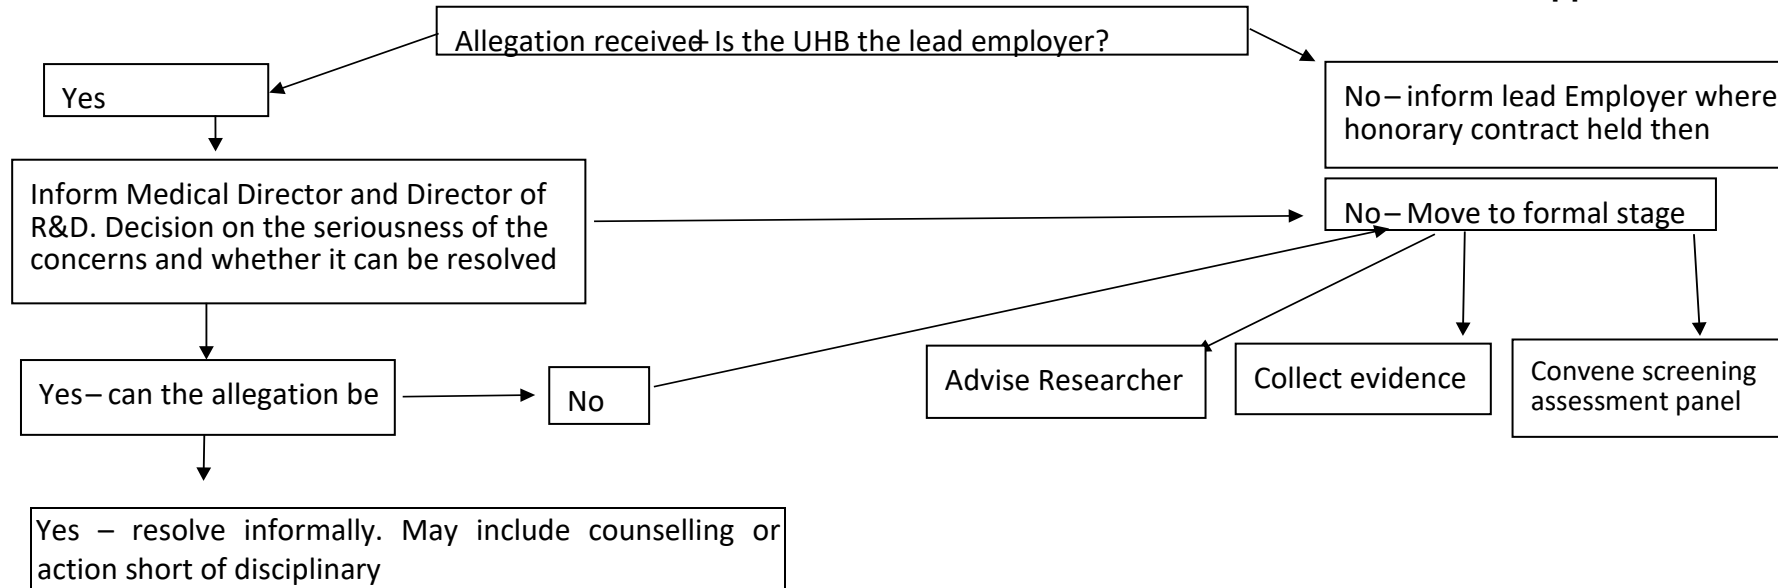 Allegation received – Is the UHB the lead employer?
Yes
No – inform lead Employer where
honorary contract held then
Inform Medical Director and Director of
R&D. Decision on the seriousness of the
concerns and whether it can be resolved
No – Move to formal stage
Yes – can the allegation be
No
Advise Researcher
Collect evidence
Convene screening
assessment panel
Yes – resolve informally. May include counselling or
action short of disciplinary